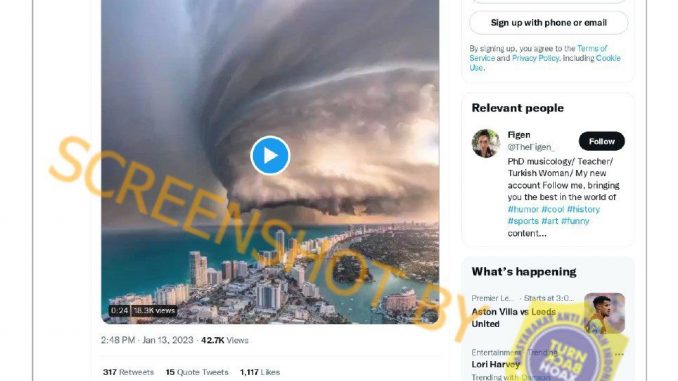 Sign up with phone or email
By signing up, you agree to the Terms of
Service and Privacy Policy, including Cookie
Use.
Relevant people
Figen
@TheFigen_
Follow
PhD musicology/ Teacher/
Turkish Woman/ My new
account Follow me, bringing
you the best in the world of
#humor #cool #history
#sports #art #funny
content...
0:24 18.3K views
SCREENSHOT BY
2:48 PM · Jan 13, 2023 · 42.7K Views
317 Retweets 15 Quote Tweets 1,117 Likes
What's happening
Premier Le... · Starts at 3:0...
Aston Villa vs Leeds
United
Entertainment · Trending
Lori Harvey
Trending with
TURN
BACK
HOAX
ANTI